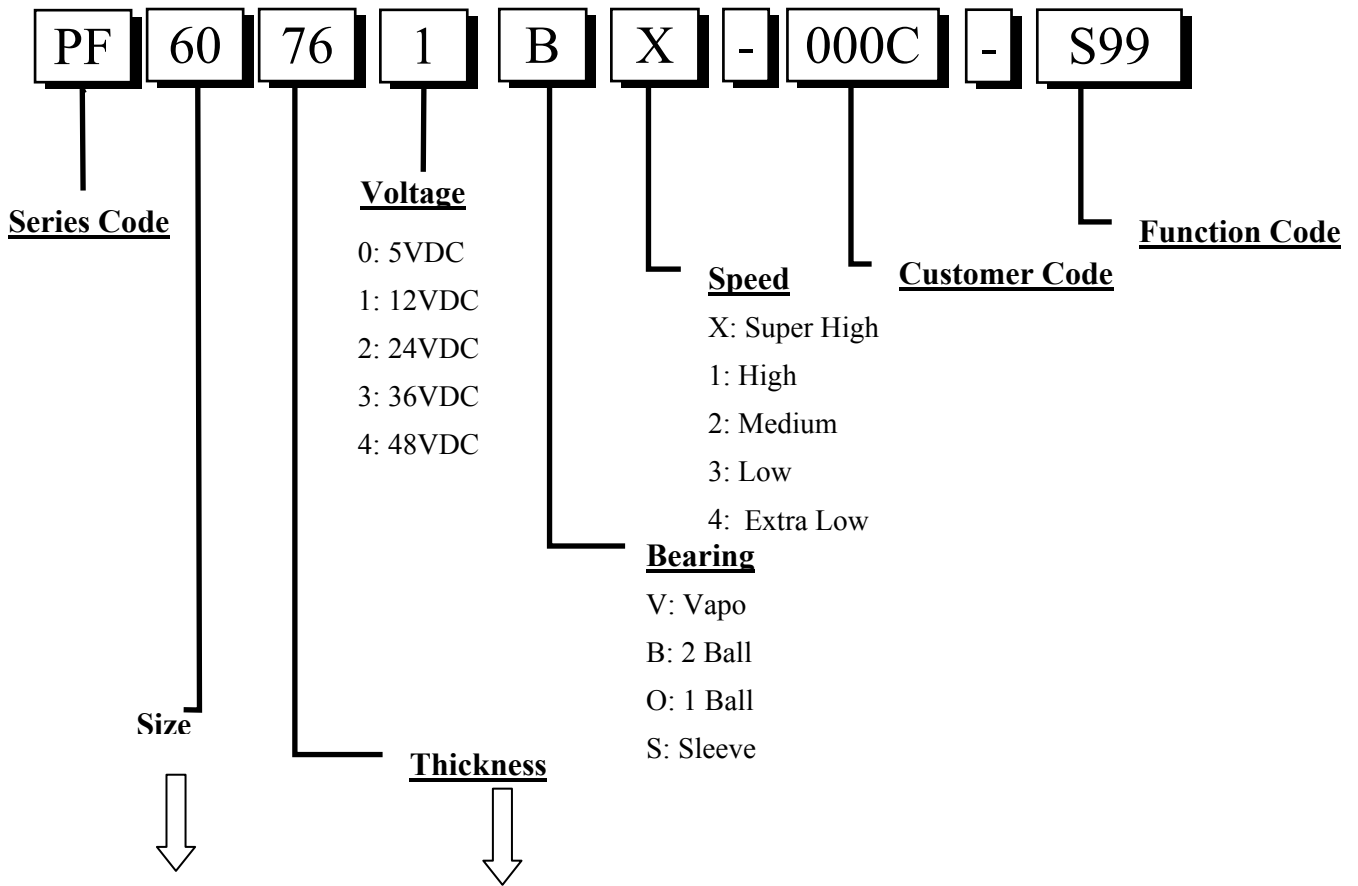 PF 60 76 1 B X - 000C - S99
Series Code
Voltage
0: 5VDC
1: 12VDC
2: 24VDC
3: 36VDC
4: 48VDC
Function Code
Customer Code
Speed
X: Super High
1: High
2: Medium
3: Low
4: Extra Low
Bearing
V: Vapo
B: 2 Ball
O: 1 Ball
S: Sleeve
Size
Thickness